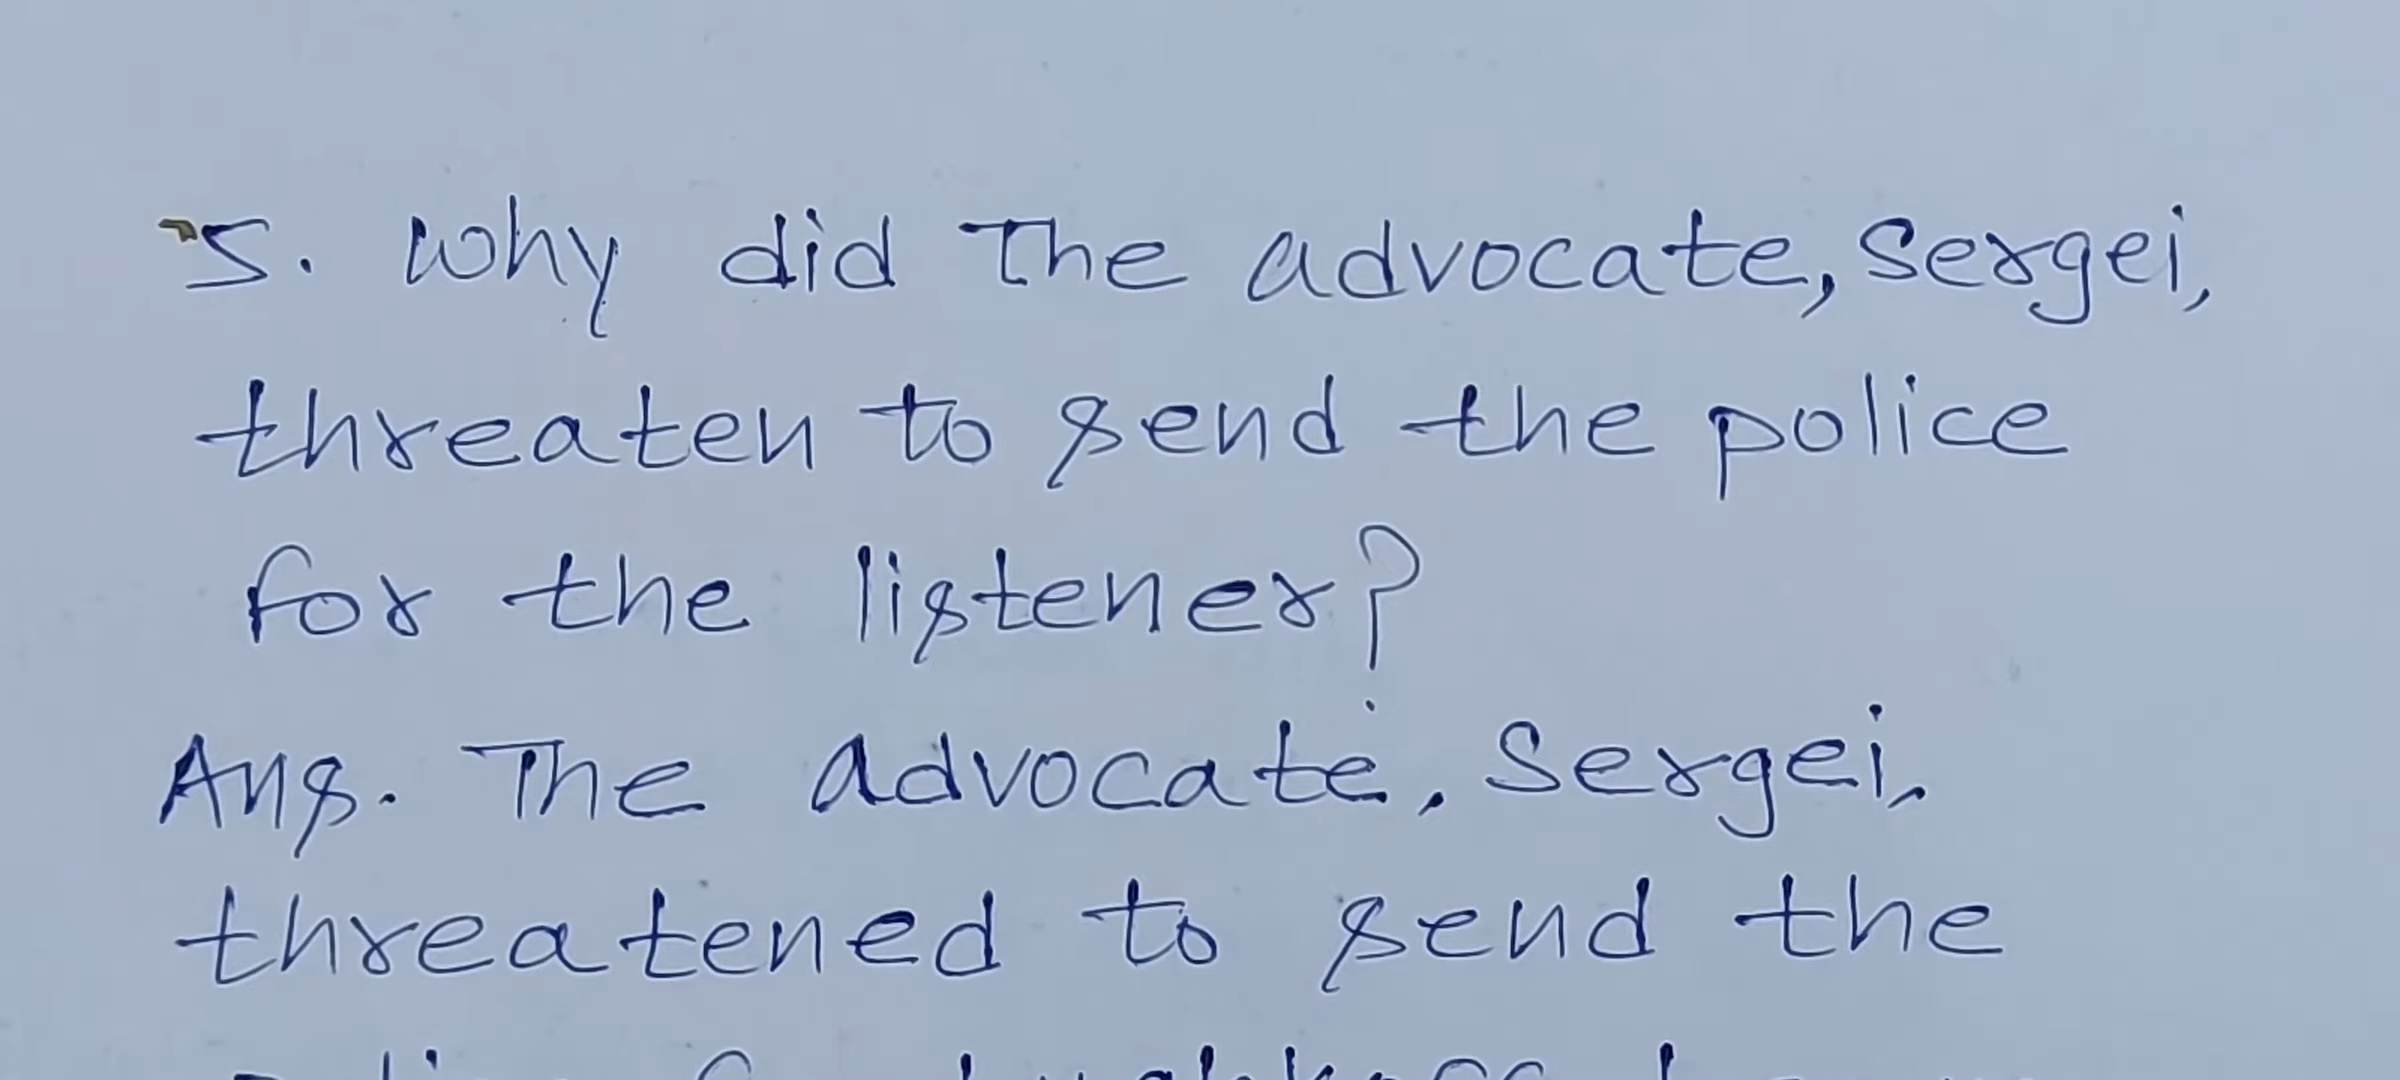 5. Why did The advocate, Sergei,
threaten to send the police
for the listener?
Ans. The advocate, Sergei,
threatened to send the